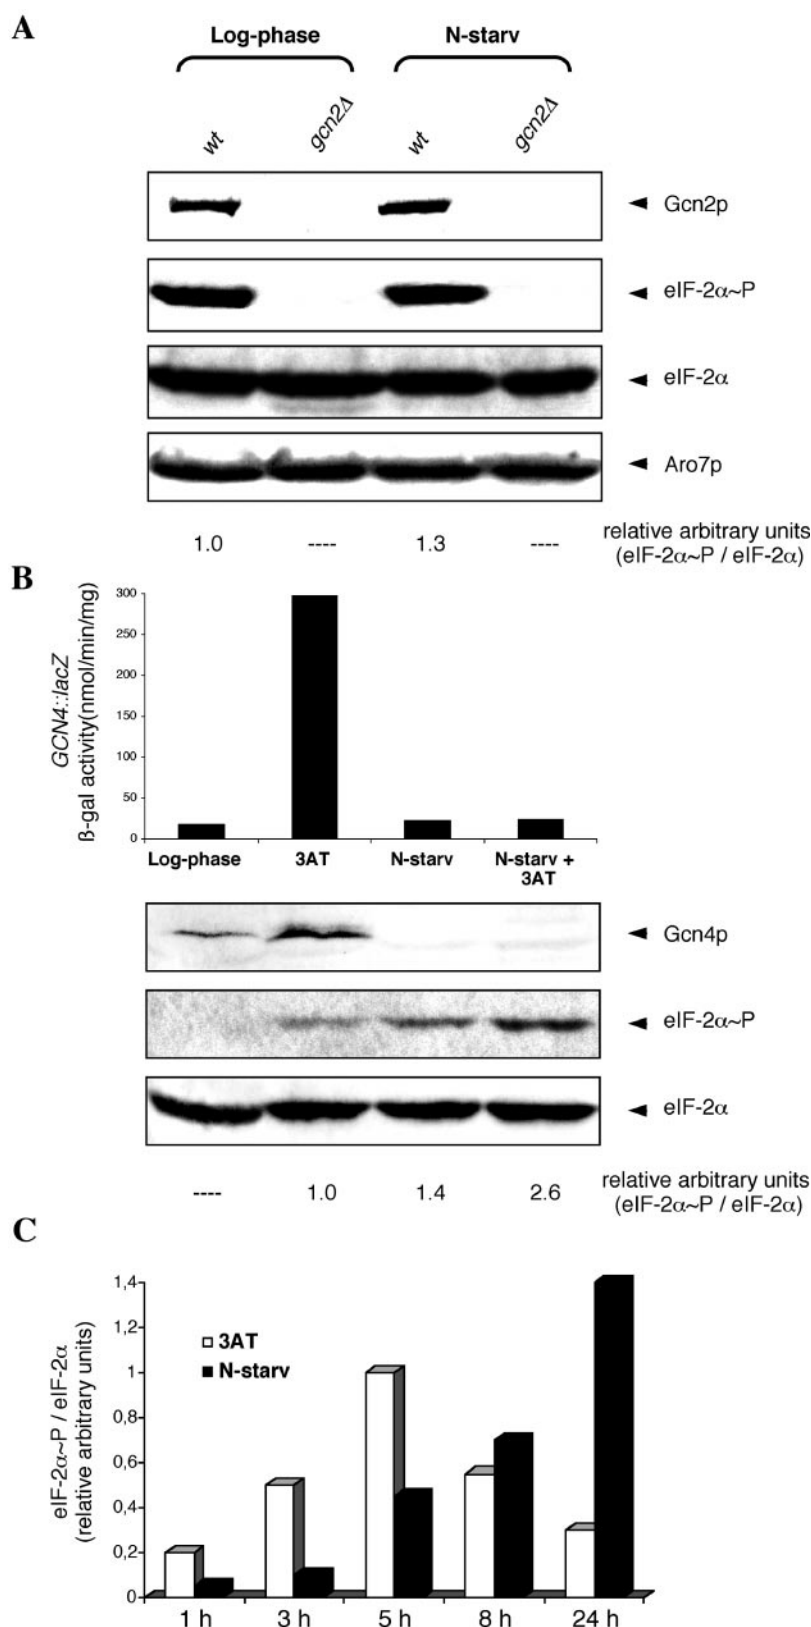 A
Log-phase
N-starv
wt
gcn2Δ
wt
gcn2Δ
Gcn2p
eIF-2α~P
eIF-2α
Aro7p
1.0 ---- 1.3 ----
relative arbitrary units
(eIF-2α~P / eIF-2α)
B
GCN4::lacZ
ß-gal activity(nmol/min/mg)
300
250
200
150
100
50
0
Log-phase 3AT N-starv N-starv +
3AT
Gcn4p
eIF-2α~P
eIF-2α
---- 1.0 1.4 2.6
relative arbitrary units
(eIF-2α~P / eIF-2α)
C
eIF-2α~P / eIF-2α
(relative arbitrary units)
1,4
1,2
1
0,8
0,6
0,4
0,2
0
3AT
N-starv
1 h 3 h 5 h 8 h 24 h